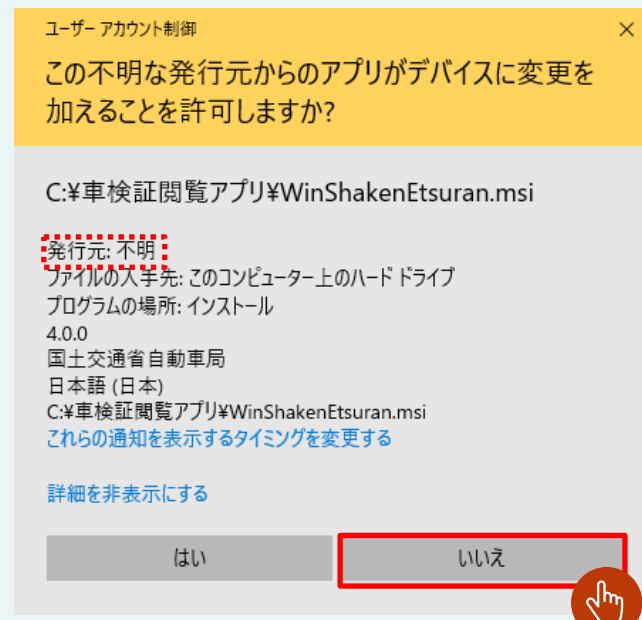 ユーザー アカウント制御
この不明な発行元からのアプリがデバイスに変更を
加えることを許可しますか?
C:¥車検証閲覧アプリ¥WinShakenEtsuran.msi
発行元: 不明
ファイルの入手先: このコンピューター上のハード ドライブ
プログラムの場所: インストール
4.0.0
国土交通省自動車局
日本語 (日本)
C:¥車検証閲覧アプリ¥WinShakenEtsuran.msi
これらの通知を表示するタイミングを変更する
詳細を非表示にする
はい
いいえ